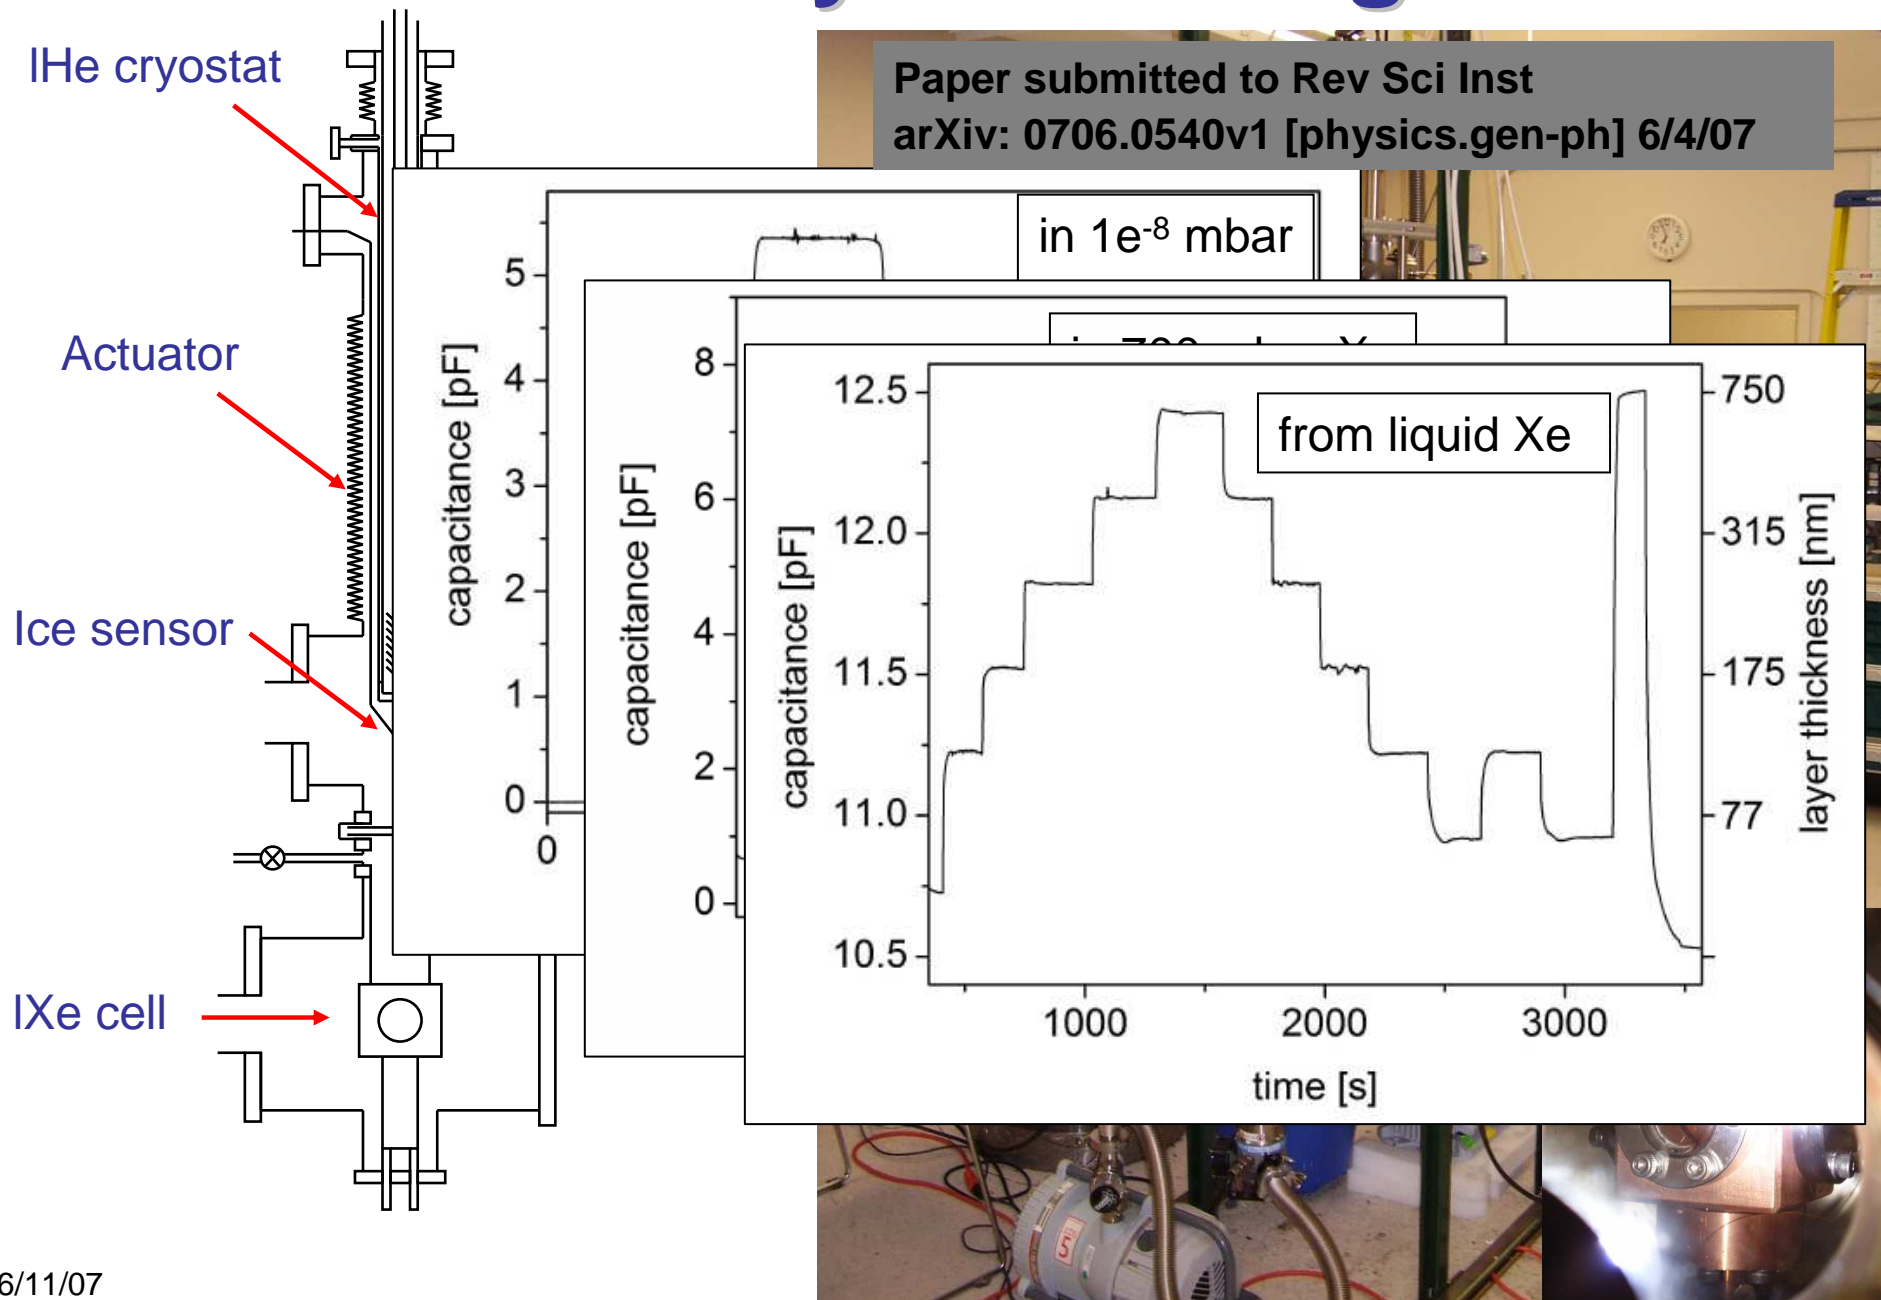 lHe cryostat
Paper submitted to Rev Sci Inst
arXiv: 0706.0540v1 [physics.gen-ph] 6/4/07
in 1e-8 mbar
Actuator
Ice sensor
lXe cell
capacitance [pF]
5
4
3
2
1
0
0
capacitance [pF]
8
6
4
2
0
from liquid Xe
capacitance [pF]
12.5
12.0
11.5
11.0
10.5
750
315
175
77
layer thickness [nm]
1000 2000 3000
time [s]
6/11/07